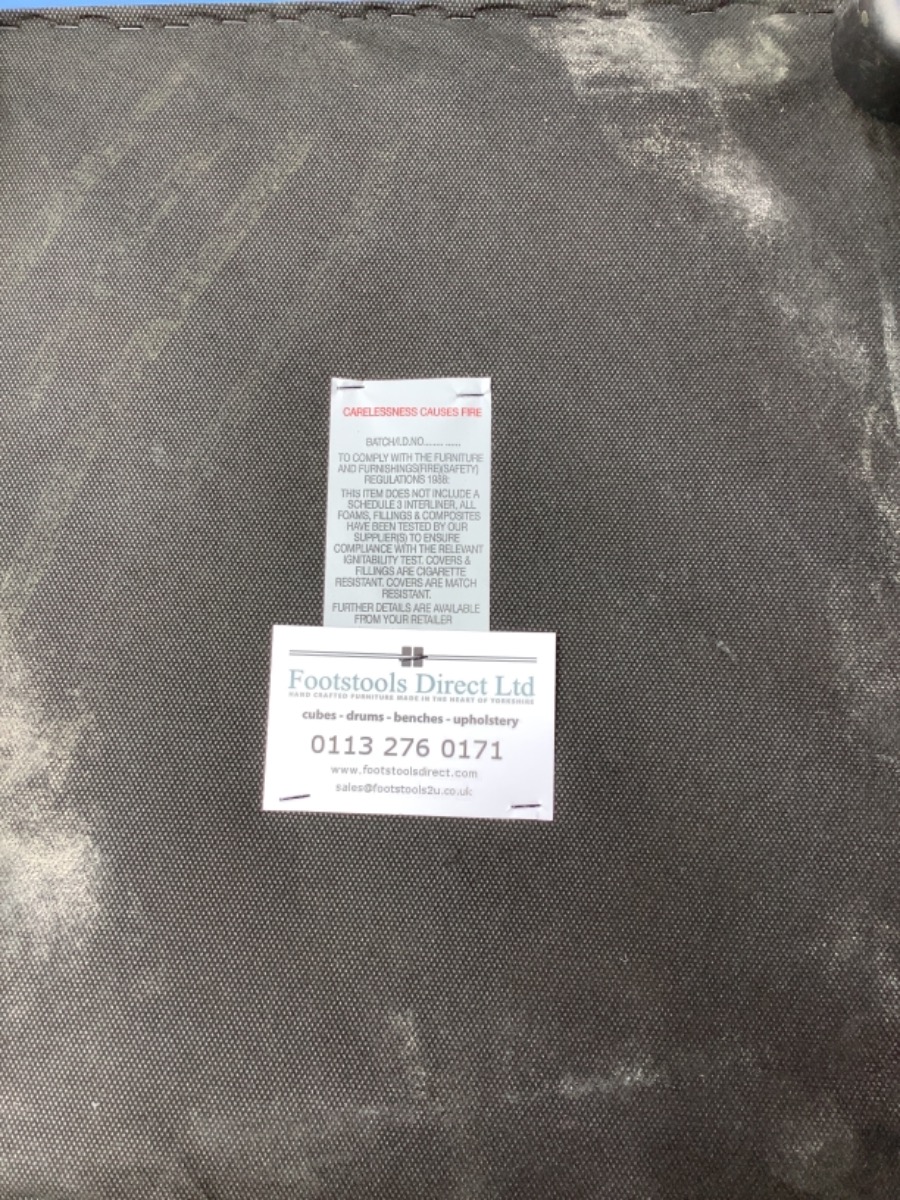 CARELESSNESS CAUSES FIRE
BATCH/I.D.NO..........
TO COMPLY WITH THE FURNITURE
AND FURNISHINGS(FIRE)(SAFETY)
REGULATIONS 1988:
THIS ITEM DOES NOT INCLUDE A
SCHEDULE 3 INTERLINER, ALL
FOAMS, FILLINGS & COMPOSITES
HAVE BEEN TESTED BY OUR
SUPPLIER(S) TO ENSURE
COMPLIANCE WITH THE RELEVANT
IGNITABILITY TEST. COVERS &
FILLINGS ARE CIGARETTE
RESISTANT. COVERS ARE MATCH
RESISTANT.
FURTHER DETAILS ARE AVAILABLE
FROM YOUR RETAILER
Footstools Direct Ltd
HAND CRAFTED FURNITURE MADE IN THE HEART OF YORKSHIRE
cubes - drums - benches - upholstery
0113 276 0171
www.footstoolsdirect.com
sales@footstools2u.co.uk